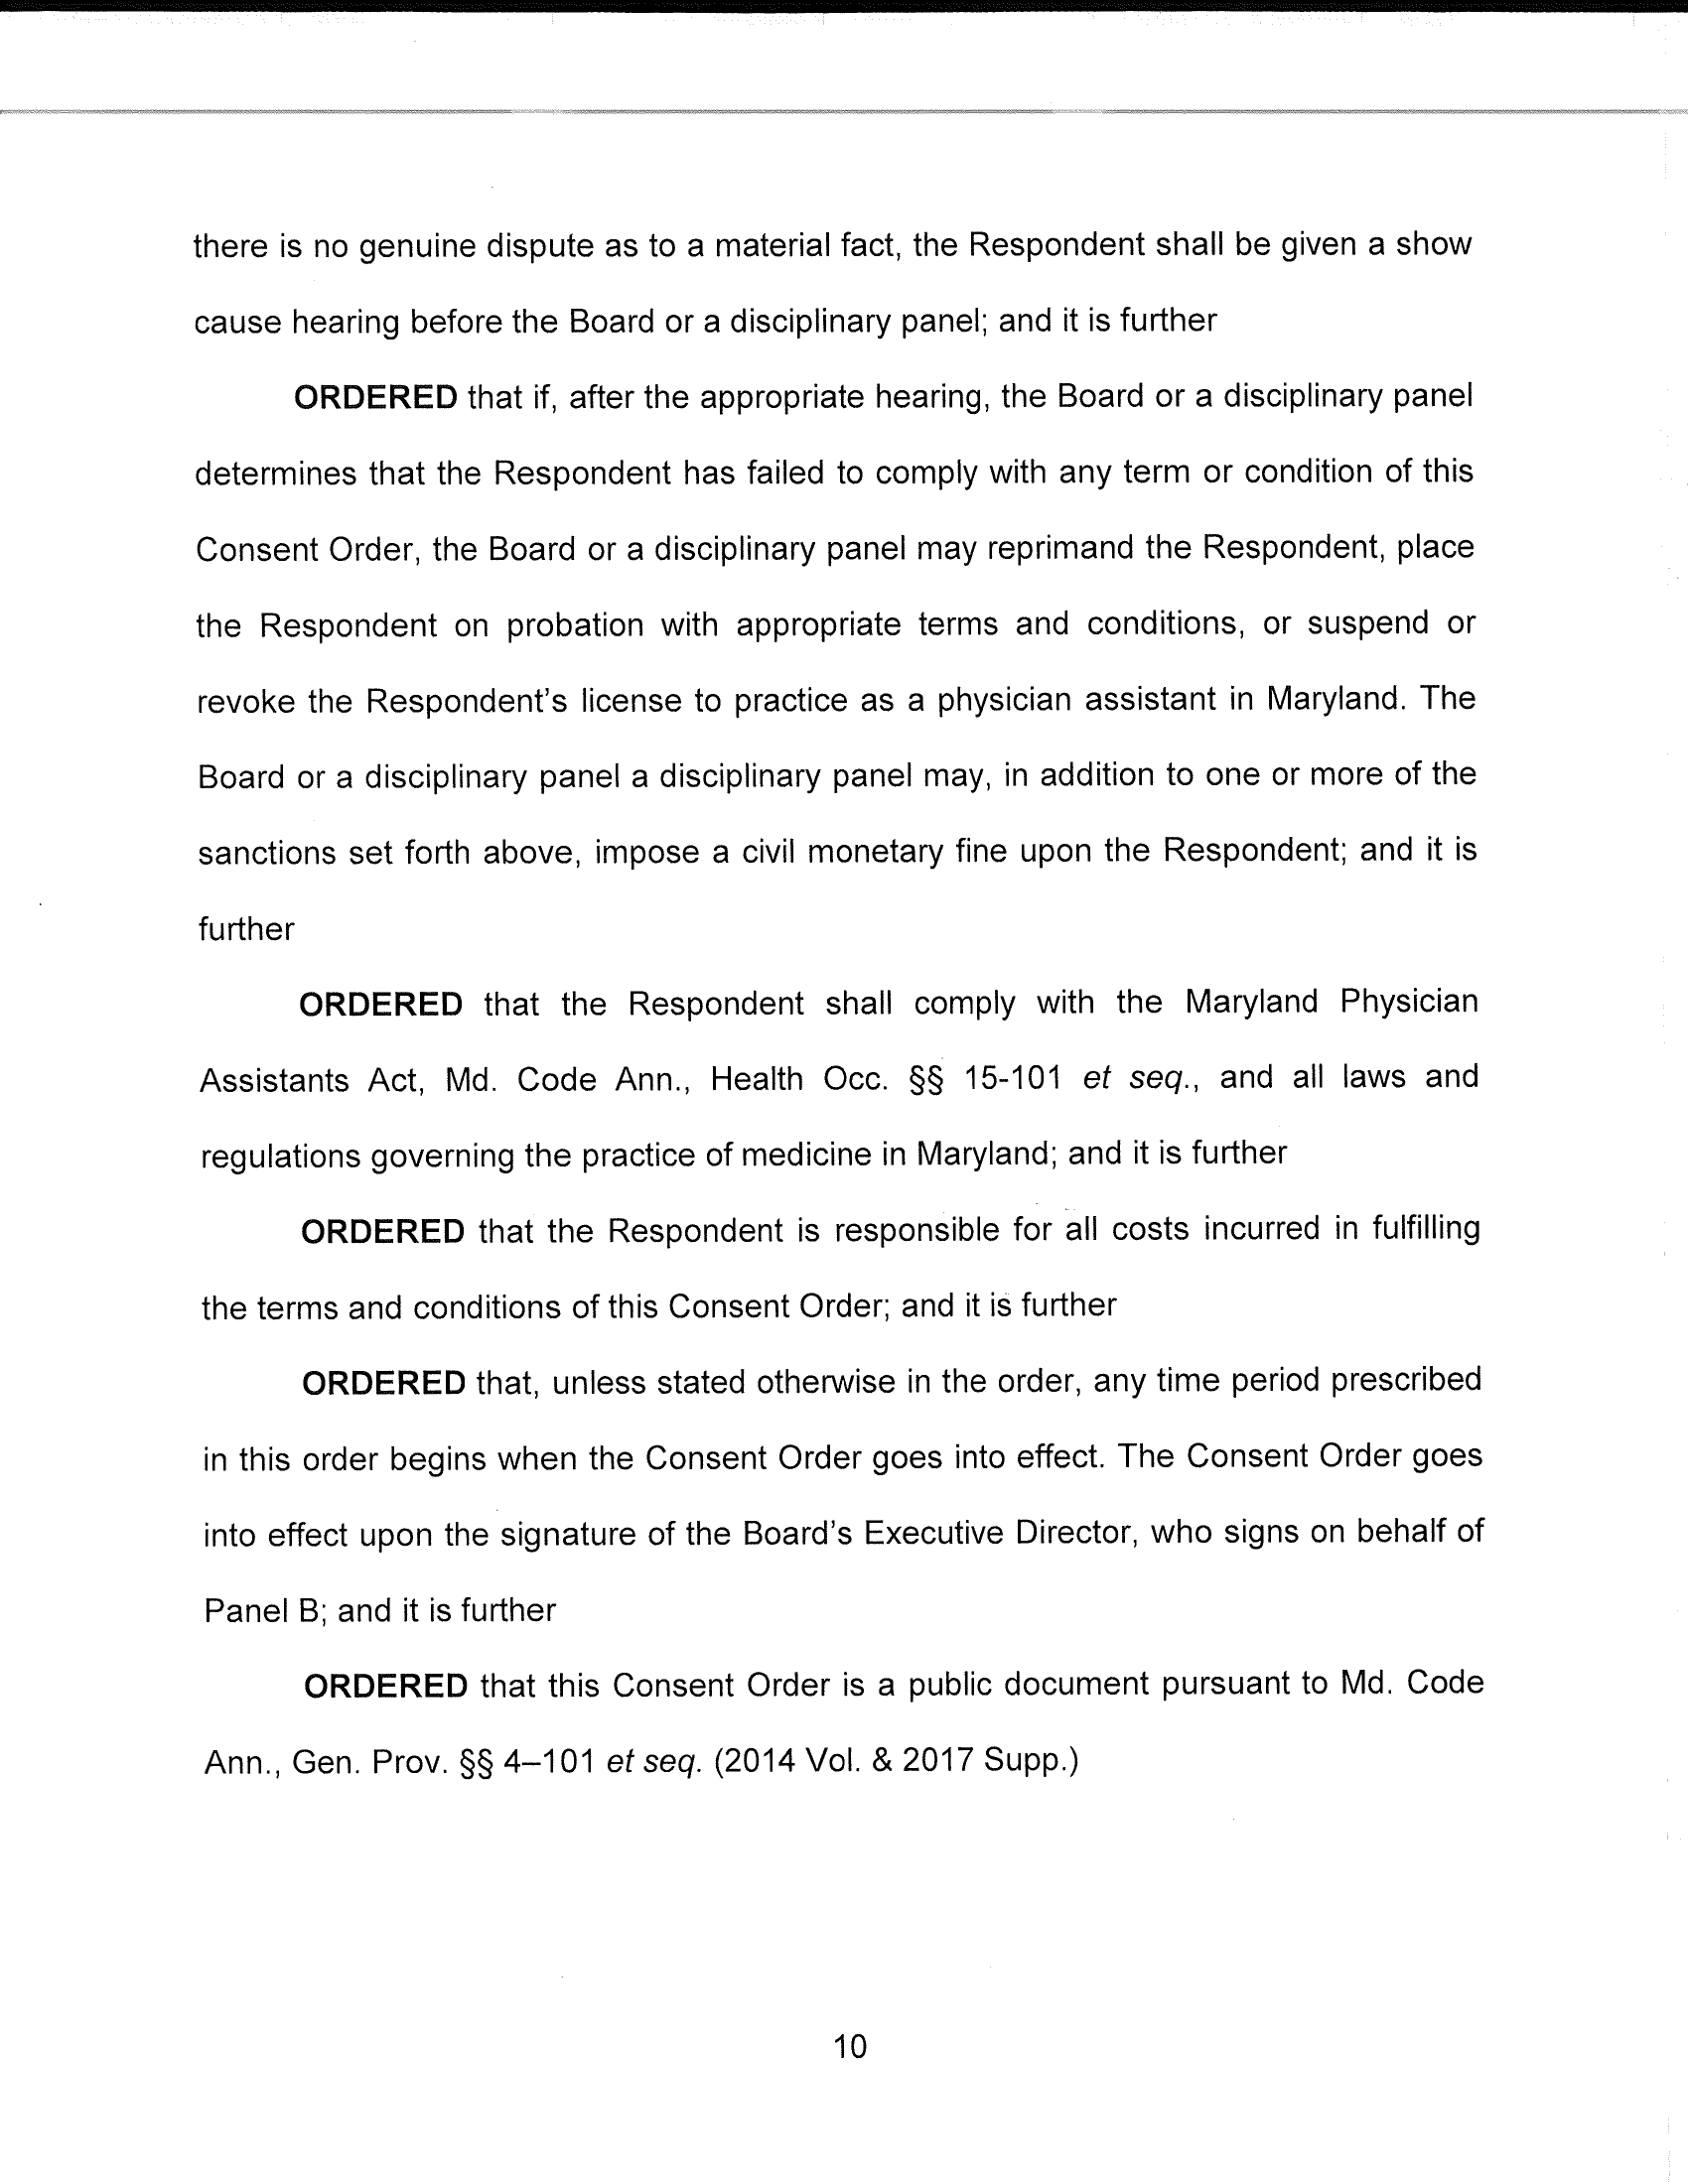 there is no genuine dispute as to a material fact, the Respondent shall be given a show
cause hearing before the Board or a disciplinary panel; and it is further
ORDERED that if, after the appropriate hearing, the Board or a disciplinary panel
determines that the Respondent has failed to comply with any term or condition of this
Consent Order, the Board or a disciplinary panel may reprimand the Respondent, place
the Respondent on probation with appropriate terms and conditions, or suspend or
revoke the Respondent's license to practice as a physician assistant in Maryland. The
Board or a disciplinary panel a disciplinary panel may, in addition to one or more of the
sanctions set forth above, impose a civil monetary fine upon the Respondent; and it is
further
ORDERED that the Respondent shall comply with the Maryland Physician
Assistants Act, Md. Code Ann., Health Occ. §§ 15-101 et seq., and all laws and
regulations governing the practice of medicine in Maryland; and it is further
ORDERED that the Respondent is responsible for all costs incurred in fulfilling
the terms and conditions of this Consent Order; and it is further
ORDERED that, unless stated otherwise in the order, any time period prescribed
in this order begins when the Consent Order goes into effect. The Consent Order goes
into effect upon the signature of the Board's Executive Director, who signs on behalf of
Panel B; and it is further
ORDERED that this Consent Order is a public document pursuant to Md. Code
Ann., Gen. Prov. §§ 4–101 et seq. (2014 Vol. & 2017 Supp.)
10